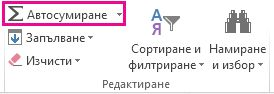 Автосумиране
Запълване
Изчисти
Сортиране и
филтриране
Намиране
и избор
Редактиране